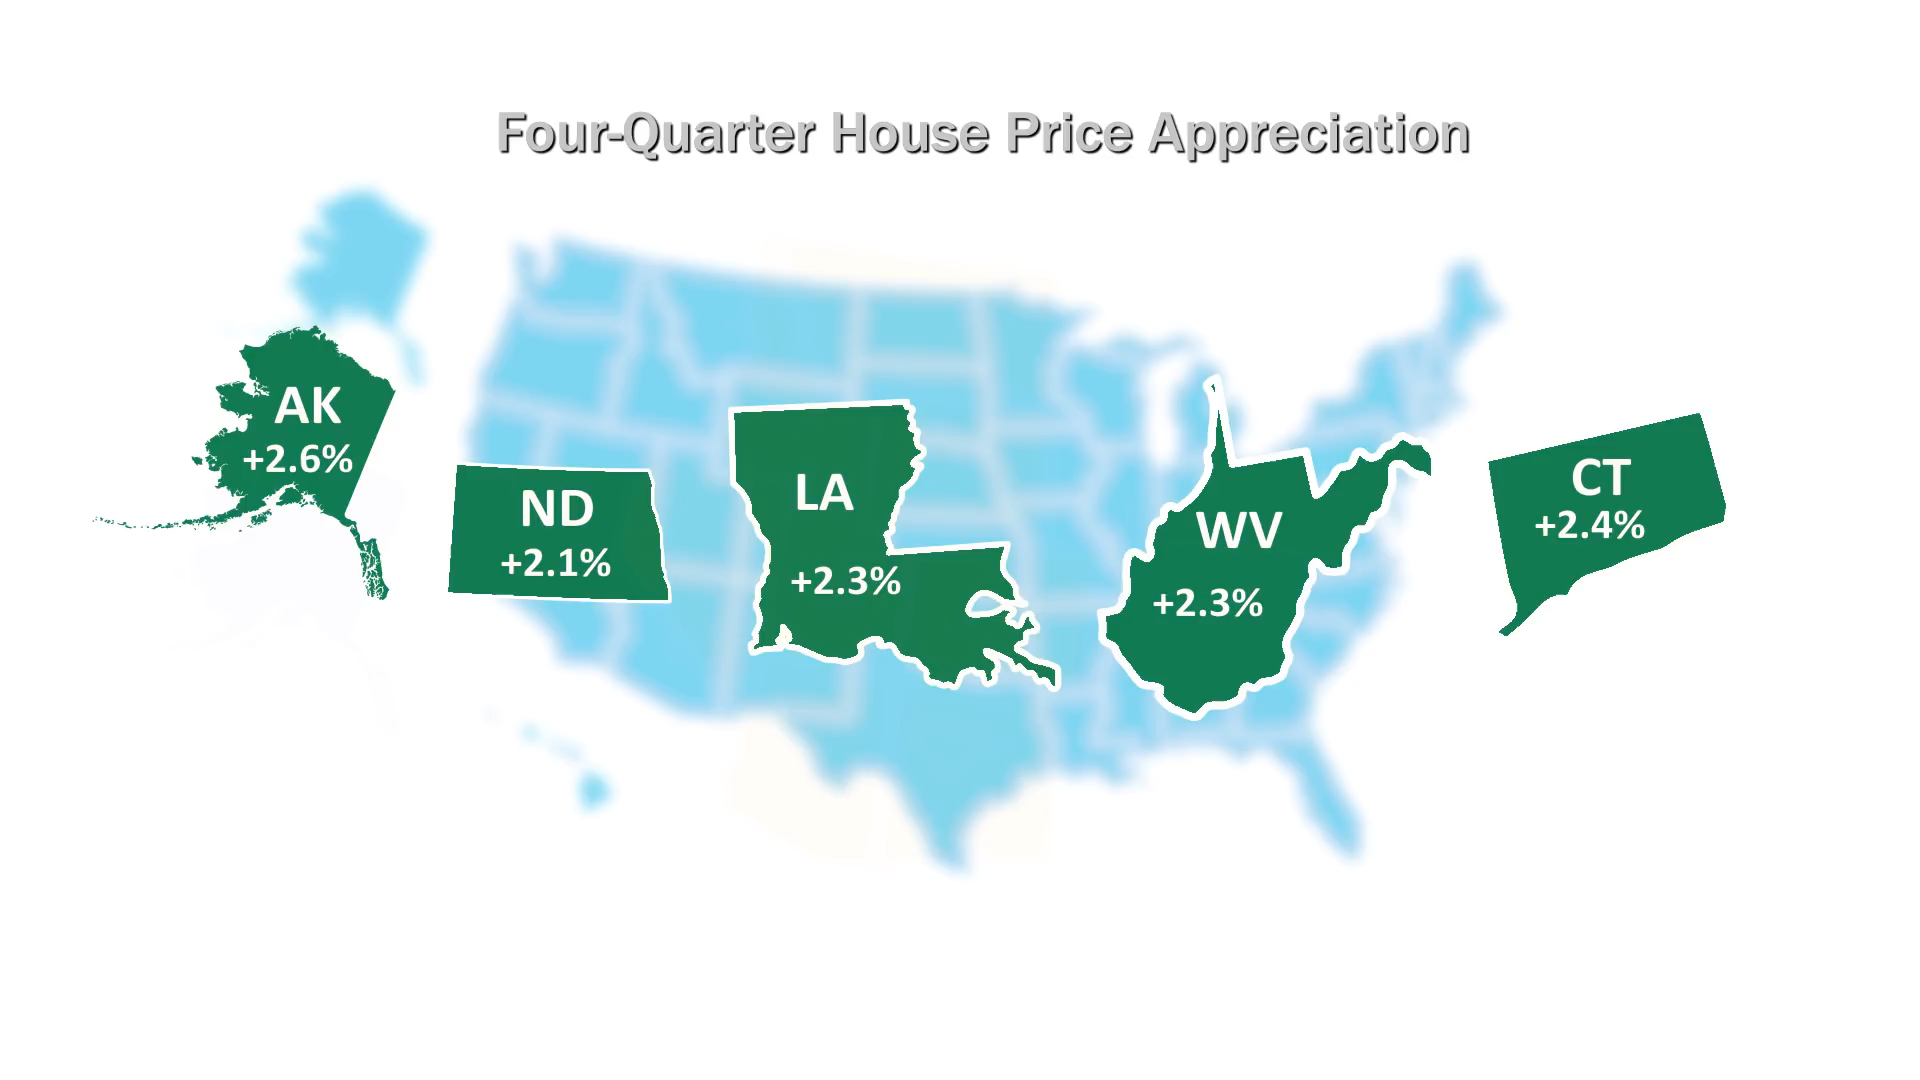 Four-Quarter House Price Appreciation
AK
+2.6%
ND
+2.1%
LA
+2.3%
WV
+2.3%
CT
+2.4%